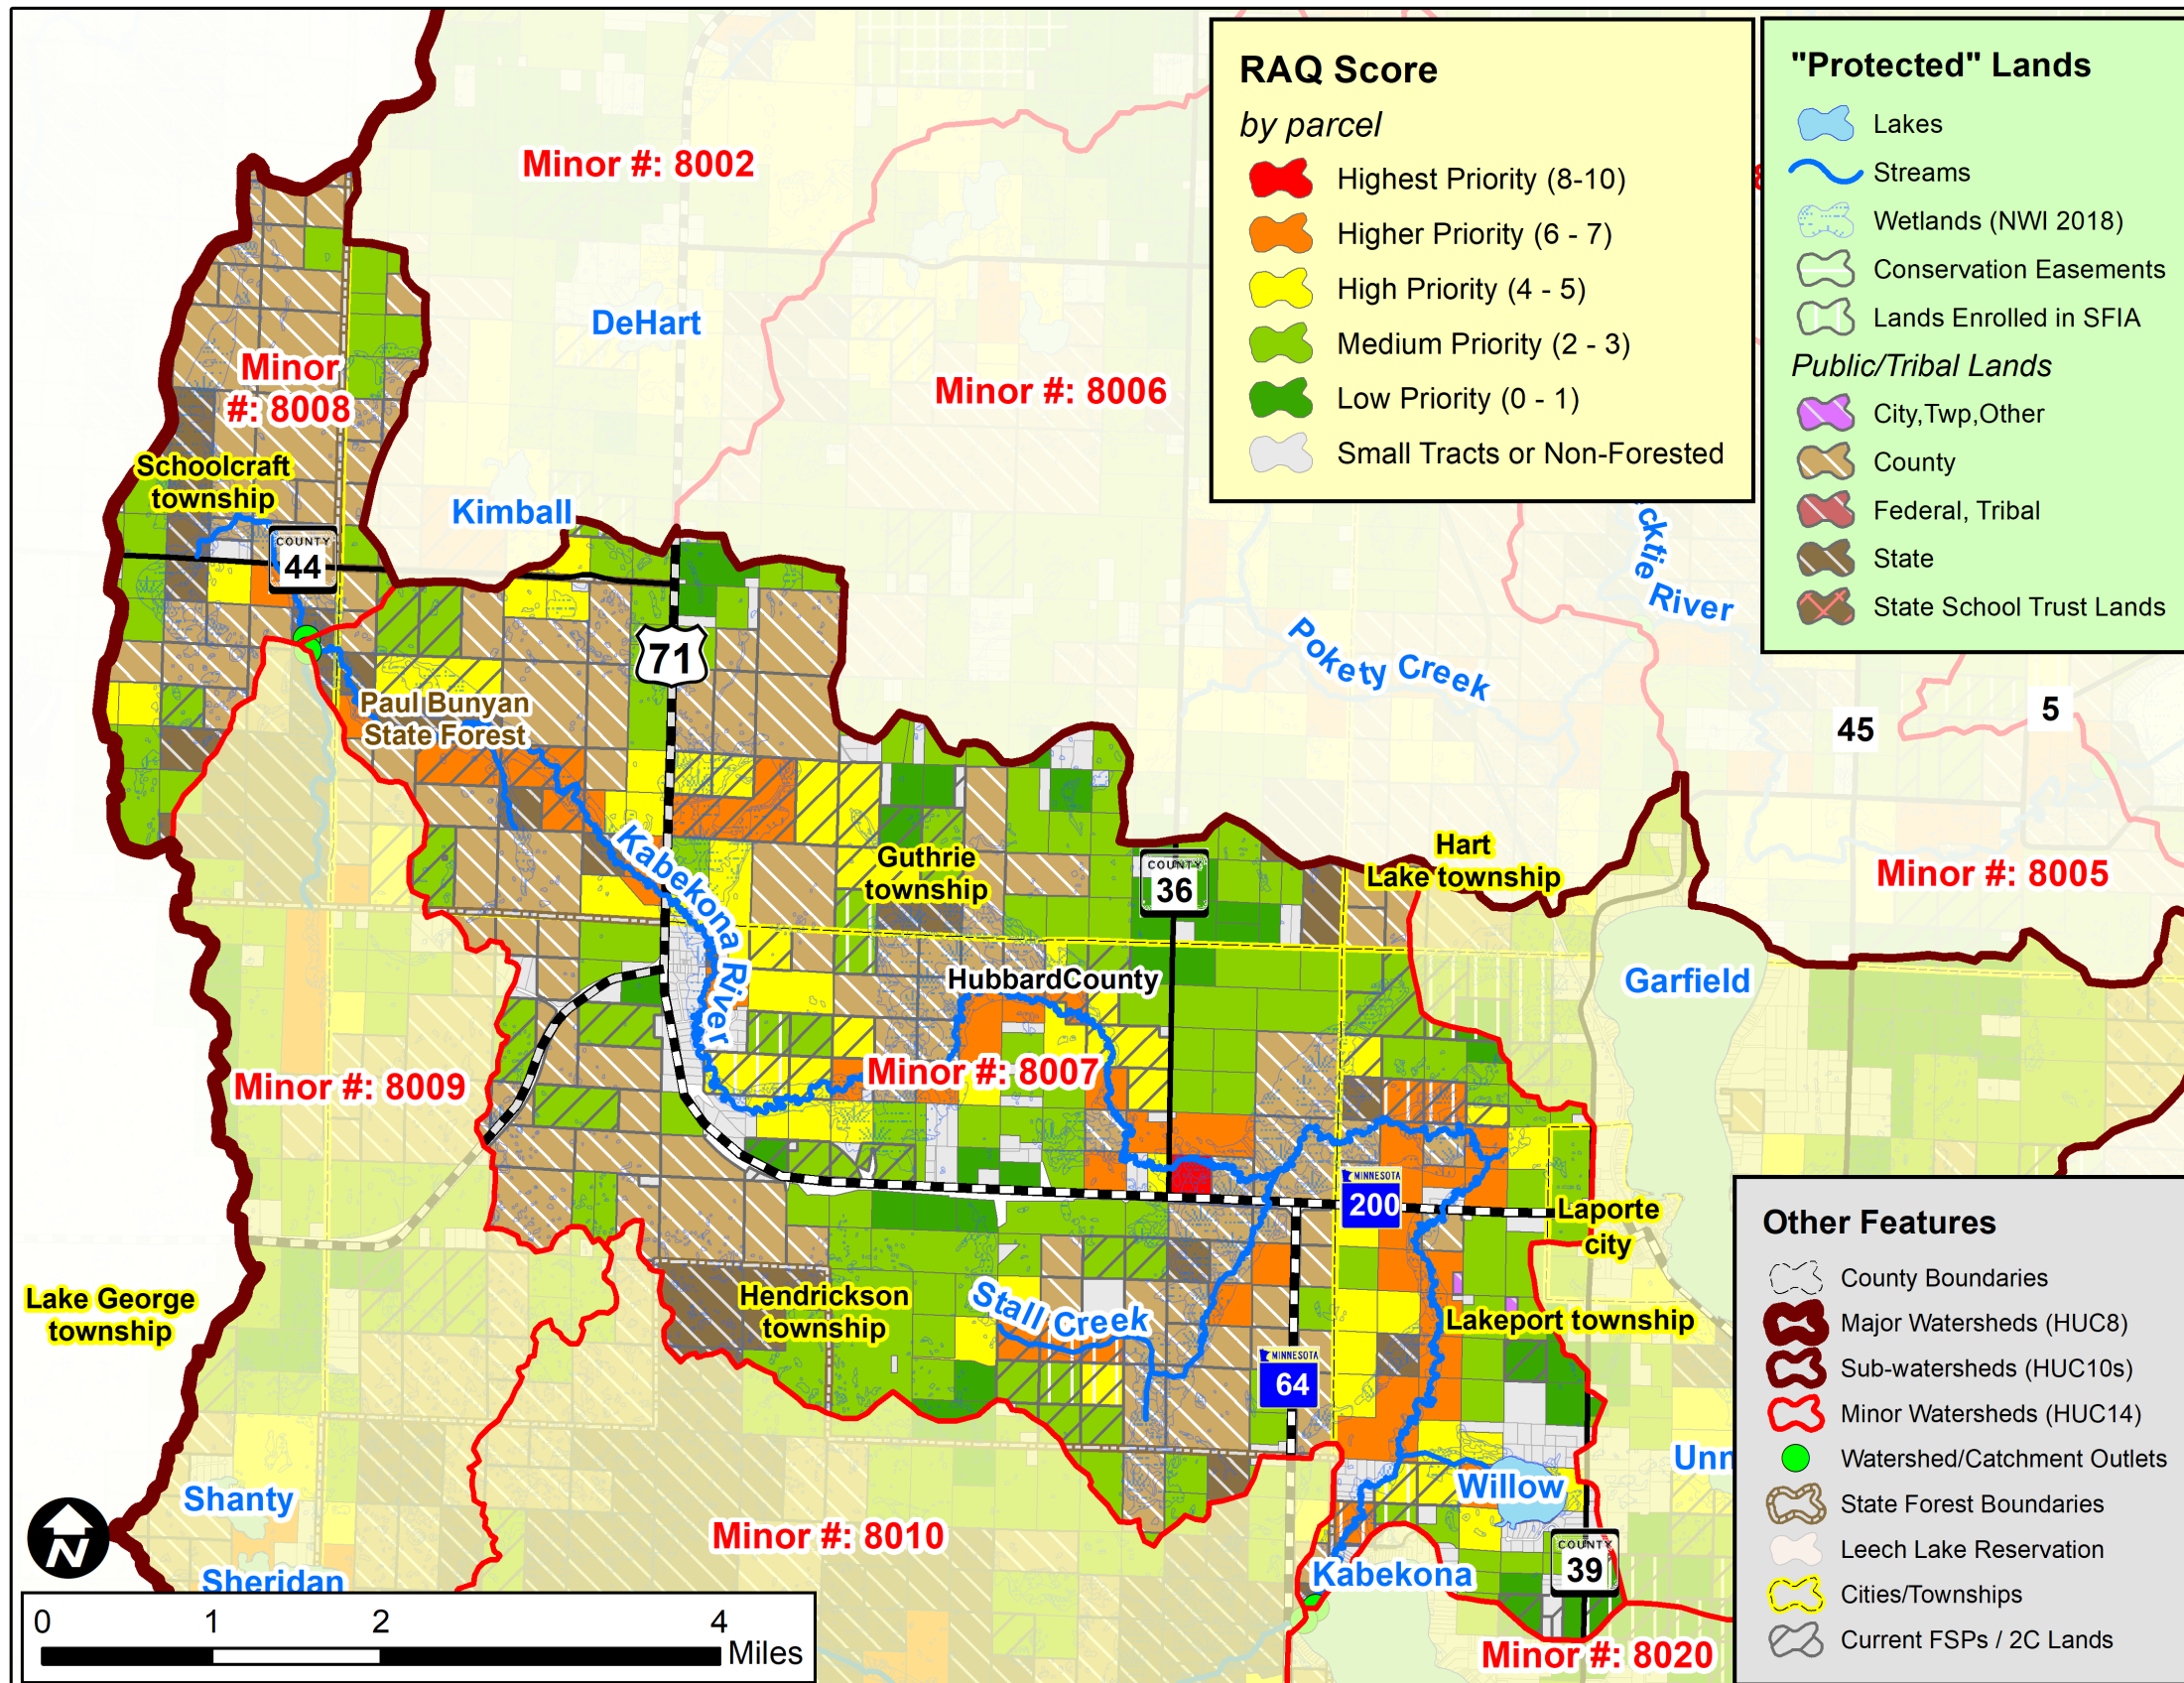 Minor #: 8002
DeHart
Minor #: 8006
Minor
#: 8008
Schoolcraft
township
Kimball
COUNTY
44
71
Paul Bunyan
State Forest
Pokety Creek
cktie
River
45
5
Kabekona River
Guthrie
township
COUNTY
36
Hart
Lake township
Minor #: 8005
HubbardCounty
Garfield
Minor #: 8009
Minor #: 8007
MINNESOTA
200
Laporte
city
Lake George
township
Hendrickson
township
Stall Creek
Lakeport township
MINNESOTA
64
Shanty
Willow
Unn
Minor #: 8010
Sheridan
Kabekona
COUNTY
39
Minor #: 8020
N
0 1 2 4
Miles
RAQ Score
by parcel
Highest Priority (8-10)
Higher Priority (6 - 7)
High Priority (4 - 5)
Medium Priority (2 - 3)
Low Priority (0 - 1)
Small Tracts or Non-Forested
"Protected" Lands
Lakes
Streams
Wetlands (NWI 2018)
Conservation Easements
Lands Enrolled in SFIA
Public/Tribal Lands
City,Twp,Other
County
Federal, Tribal
State
State School Trust Lands
Other Features
County Boundaries
Major Watersheds (HUC8)
Sub-watersheds (HUC10s)
Minor Watersheds (HUC14)
Watershed/Catchment Outlets
State Forest Boundaries
Leech Lake Reservation
Cities/Townships
Current FSPs / 2C Lands